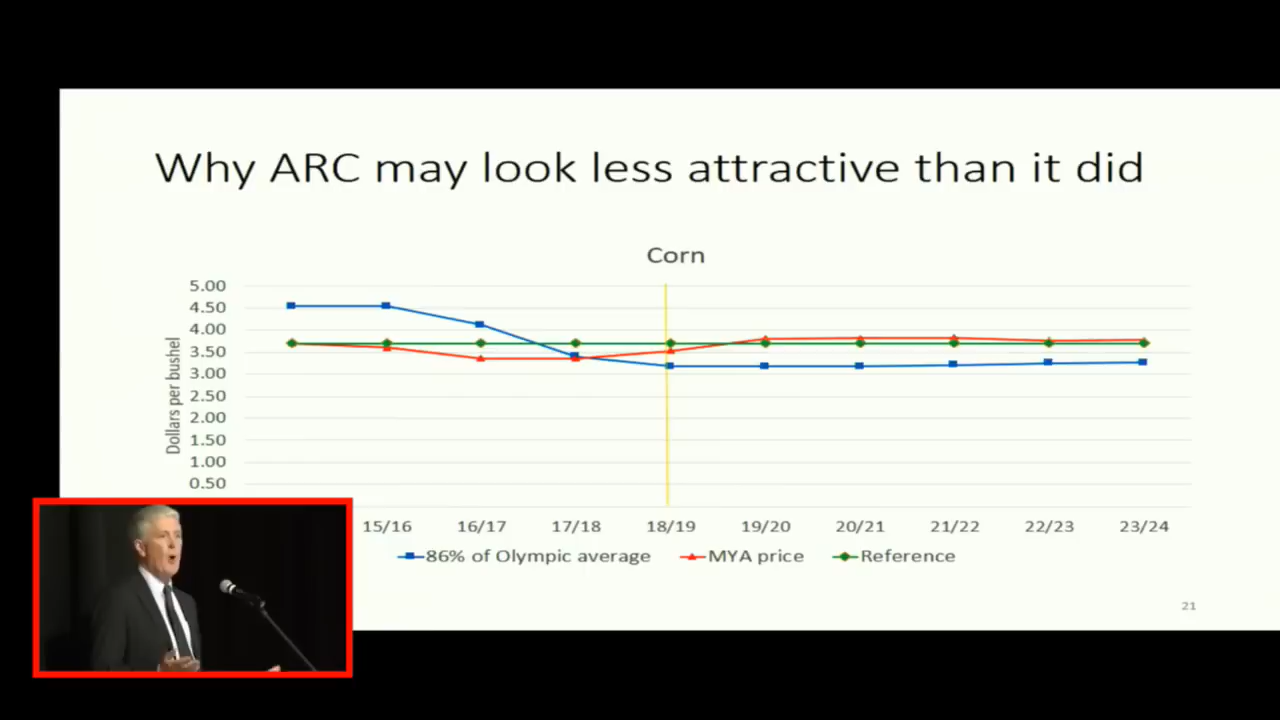 Why ARC may look less attractive than it did
Corn
Dollars per bushel
5.00
4.50
4.00
3.50
3.00
2.50
2.00
1.50
1.00
0.50
15/16 16/17 17/18 18/19 19/20 20/21 21/22 22/23 23/24
86% of Olympic average MYA price Reference
21